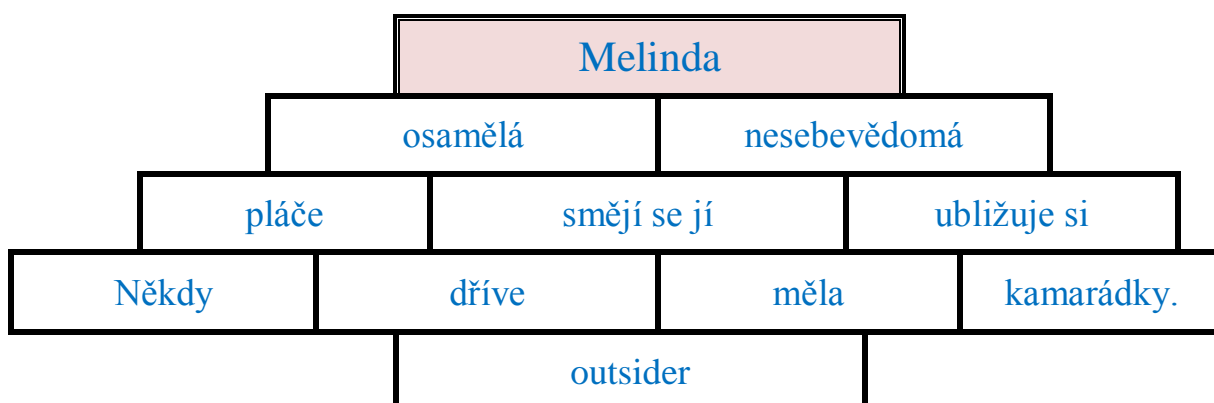 Melinda
osamělá nesebevědomá
pláče smějí se jí ubližuje si
Někdy dříve měla kamarádky.
outsider